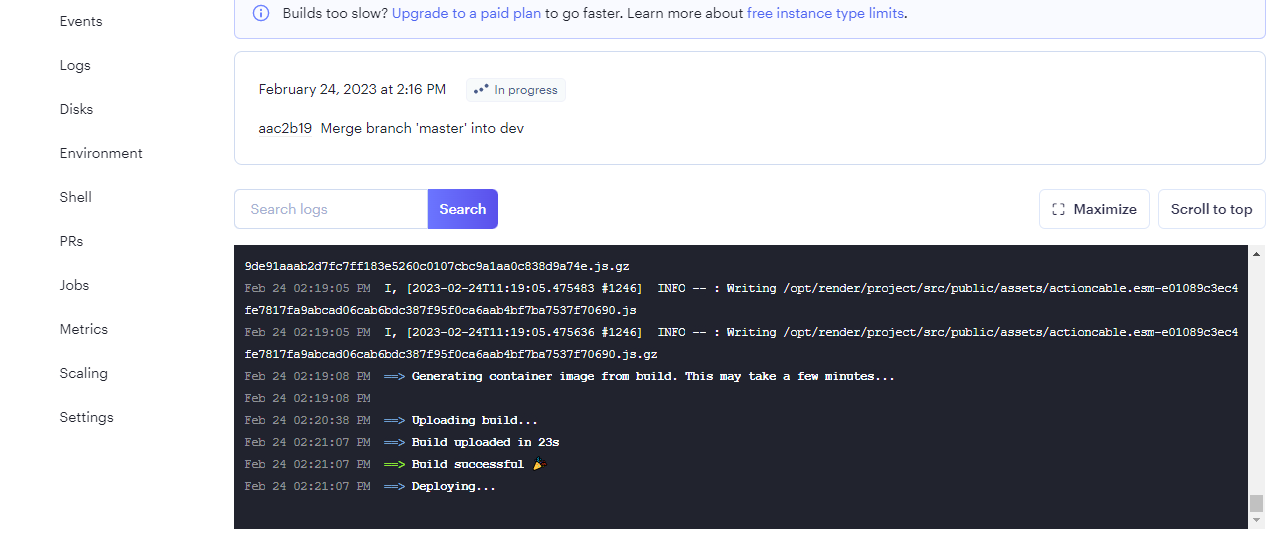 Events
Logs
Disks
Environment
Shell
PRs
Jobs
Metrics
Scaling
Settings
Builds too slow? Upgrade to a paid plan to go faster. Learn more about free instance type limits.
February 24, 2023 at 2:16 PM In progress
aac2b19 Merge branch 'master' into dev
Search logs Search Maximize Scroll to top
9de91aaab2d7fc7ff183e5260c0107cbc9a1aa0c838d9a74e.js.gz
Feb 24 02:19:05 PM I, [2023-02-24T11:19:05.475483 #1246] INFO -- : Writing /opt/render/project/src/public/assets/actioncable.esm-e01089c3ec4
fe7817fa9abcad06cab6bdc387f95f0ca6aab4bf7ba7537f70690.js
Feb 24 02:19:05 PM I, [2023-02-24T11:19:05.475636 #1246] INFO -- : Writing /opt/render/project/src/public/assets/actioncable.esm-e01089c3ec4
fe7817fa9abcad06cab6bdc387f95f0ca6aab4bf7ba7537f70690.js.gz
Feb 24 02:19:08 PM ==> Generating container image from build. This may take a few minutes...
Feb 24 02:19:08 PM
Feb 24 02:20:38 PM ==> Uploading build...
Feb 24 02:21:07 PM ==> Build uploaded in 23s
Feb 24 02:21:07 PM ==> Build successful 🎉
Feb 24 02:21:07 PM ==> Deploying...